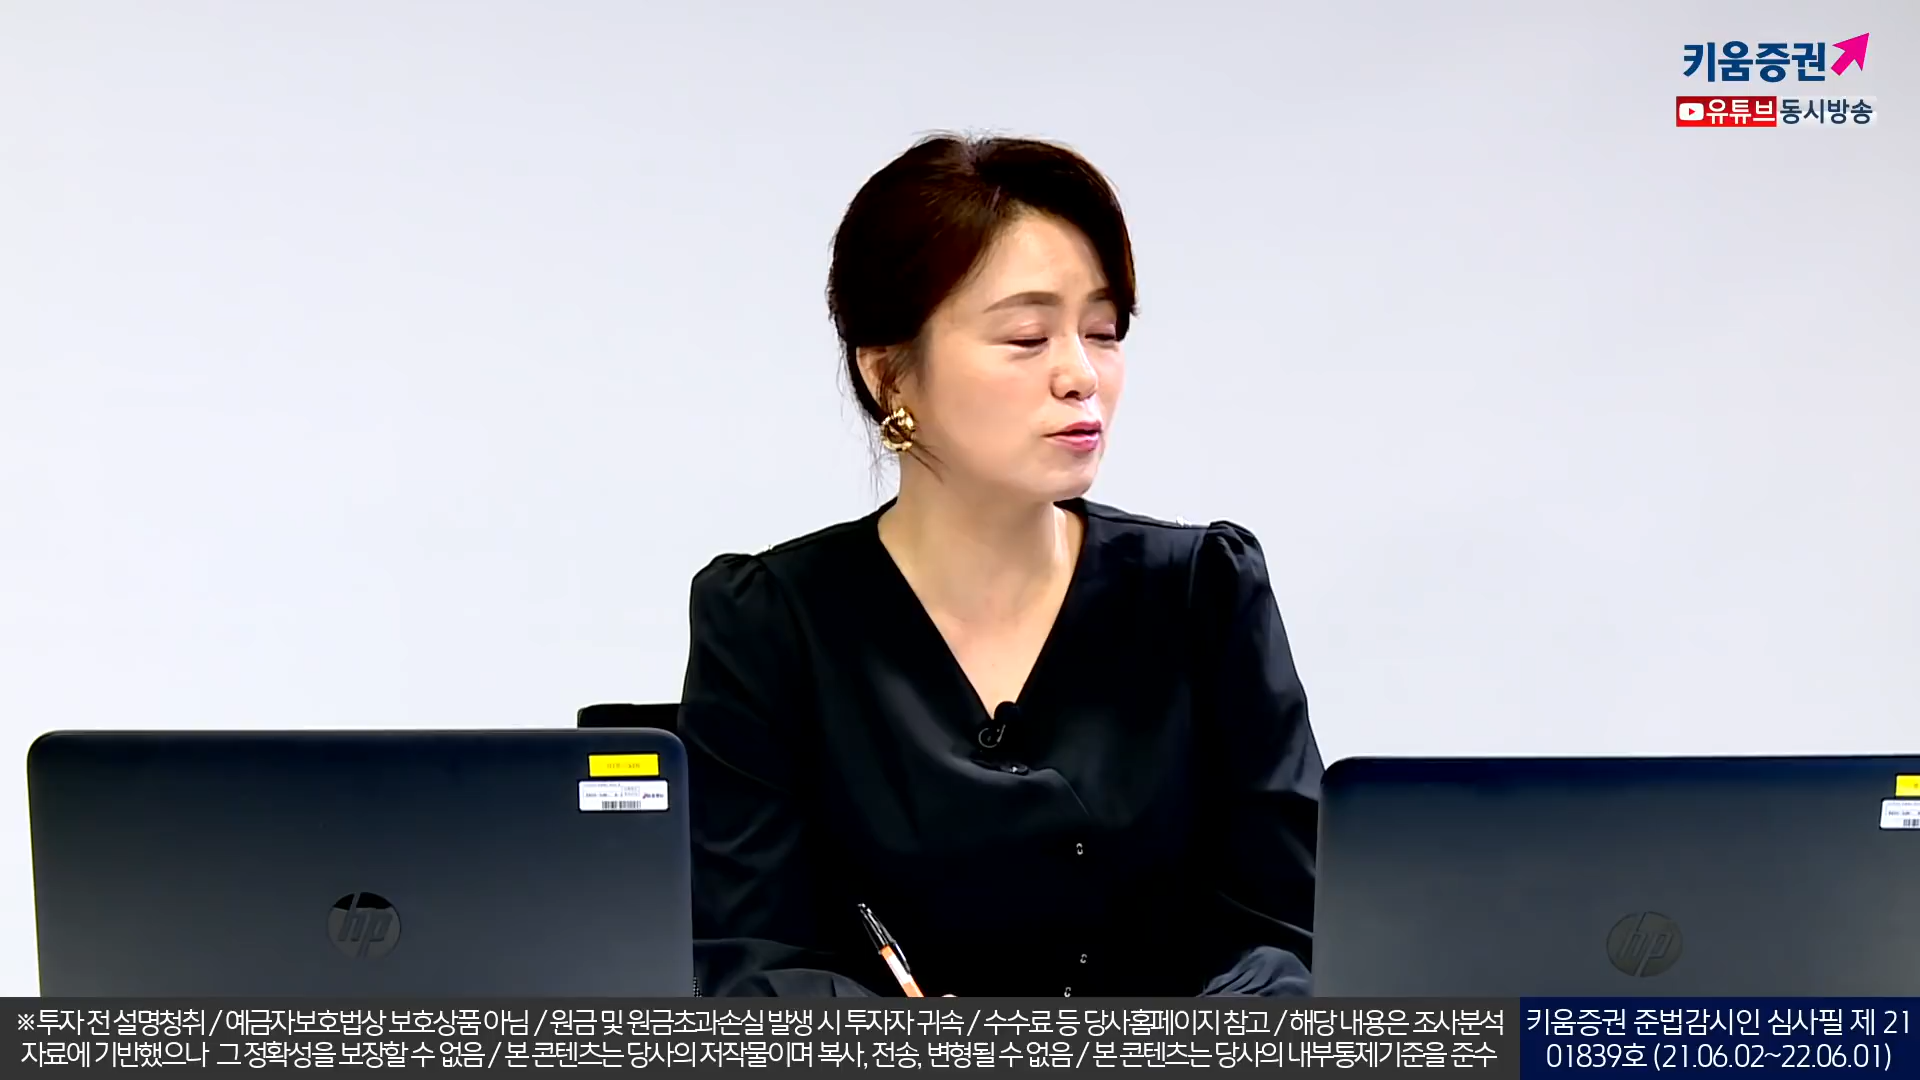 키움증권
유튜브 동시방송
hp
hp
※투자 전 설명청취 / 예금자보호법상 보호상품 아님 / 원금 및 원금초과손실 발생 시 투자자 귀속 / 수수료 등 당사홈페이지 참고 / 해당 내용은 조사분석
자료에 기반했으나 그 정확성을 보장할 수 없음 / 본 콘텐츠는 당사의 저작물이며 복사, 전송, 변형될 수 없음 / 본 콘텐츠는 당사의 내부통제기준을 준수
키움증권 준법감시인 심사필 제 21
01839호 (21.06.02~22.06.01)